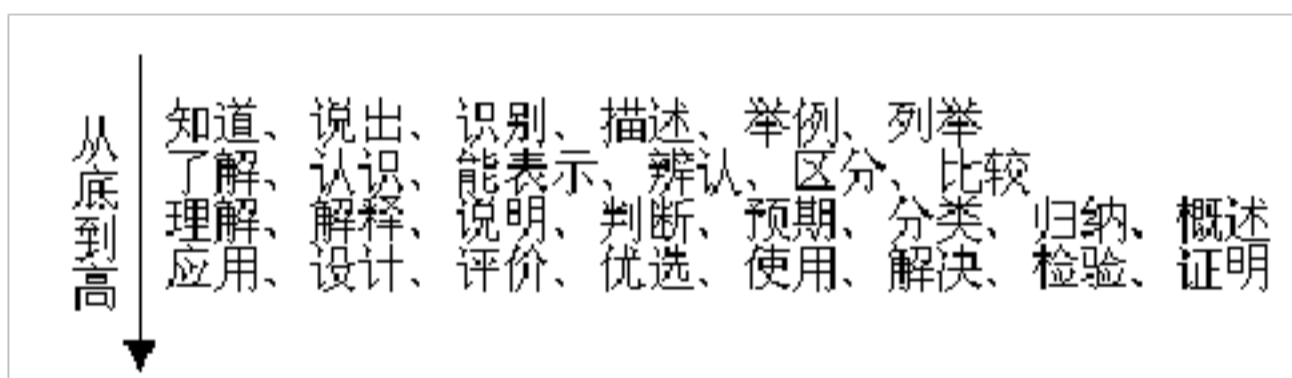 从底到高
知道、说出、识别、描述、举例、列举
了解、认识、能表示、辨认、区分、比较
理解、解释、说明、判断、预期、分类、归纳、概述
应用、设计、评价、优选、使用、解决、检验、证明